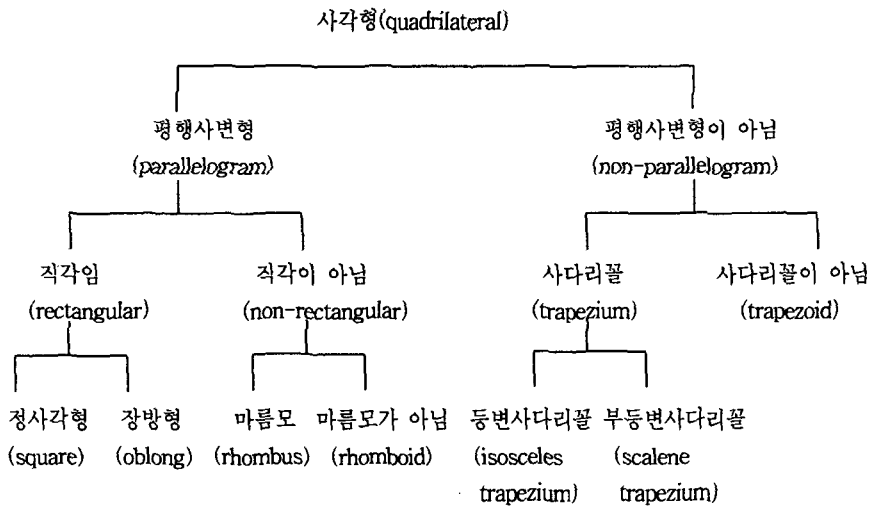 사각형(quadrilateral)
평행사변형 평행사변형이 아님
(parallelogram) (non-parallelogram)
직각임 직각이 아님 사다리꼴 사다리꼴이 아님
(rectangular) (non-rectangular) (trapezium) (trapezoid)
정사각형 장방형 마름모 마름모가 아님 등변사다리꼴 부등변사다리꼴
(square) (oblong) (rhombus) (rhomboid) (isosceles (scalene
trapezium) trapezium)